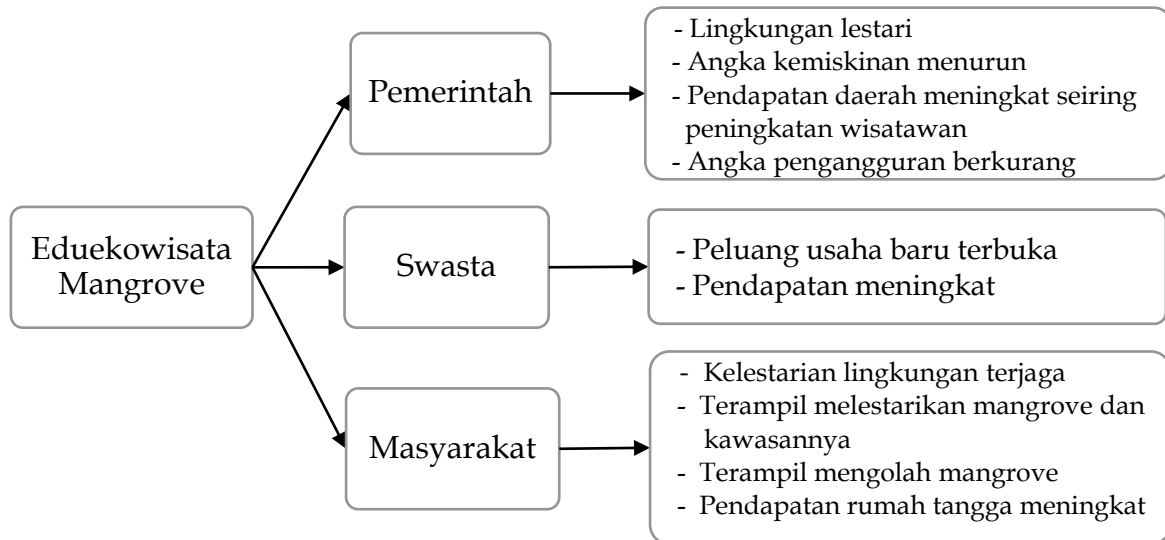 Eduekowisata
Mangrove
Pemerintah
- Lingkungan lestari
- Angka kemiskinan menurun
- Pendapatan daerah meningkat seiring
peningkatan wisatawan
- Angka pengangguran berkurang
Swasta
- Peluang usaha baru terbuka
- Pendapatan meningkat
Masyarakat
- Kelestarian lingkungan terjaga
- Terampil melestarikan mangrove dan
kawasannya
- Terampil mengolah mangrove
- Pendapatan rumah tangga meningkat